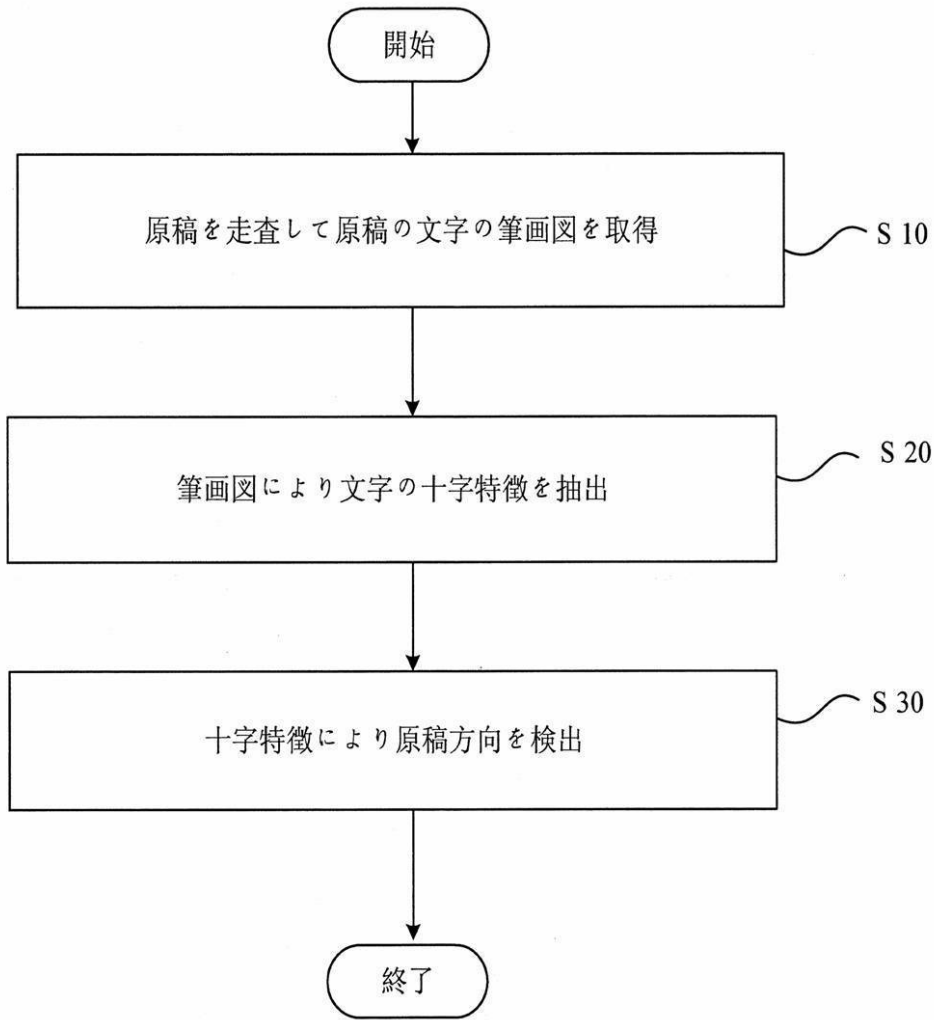 開始
原稿を走査して原稿の文字の筆画図を取得
S 10
筆画図により文字の十字特徴を抽出
S 20
十字特徴により原稿方向を検出
S 30
終了